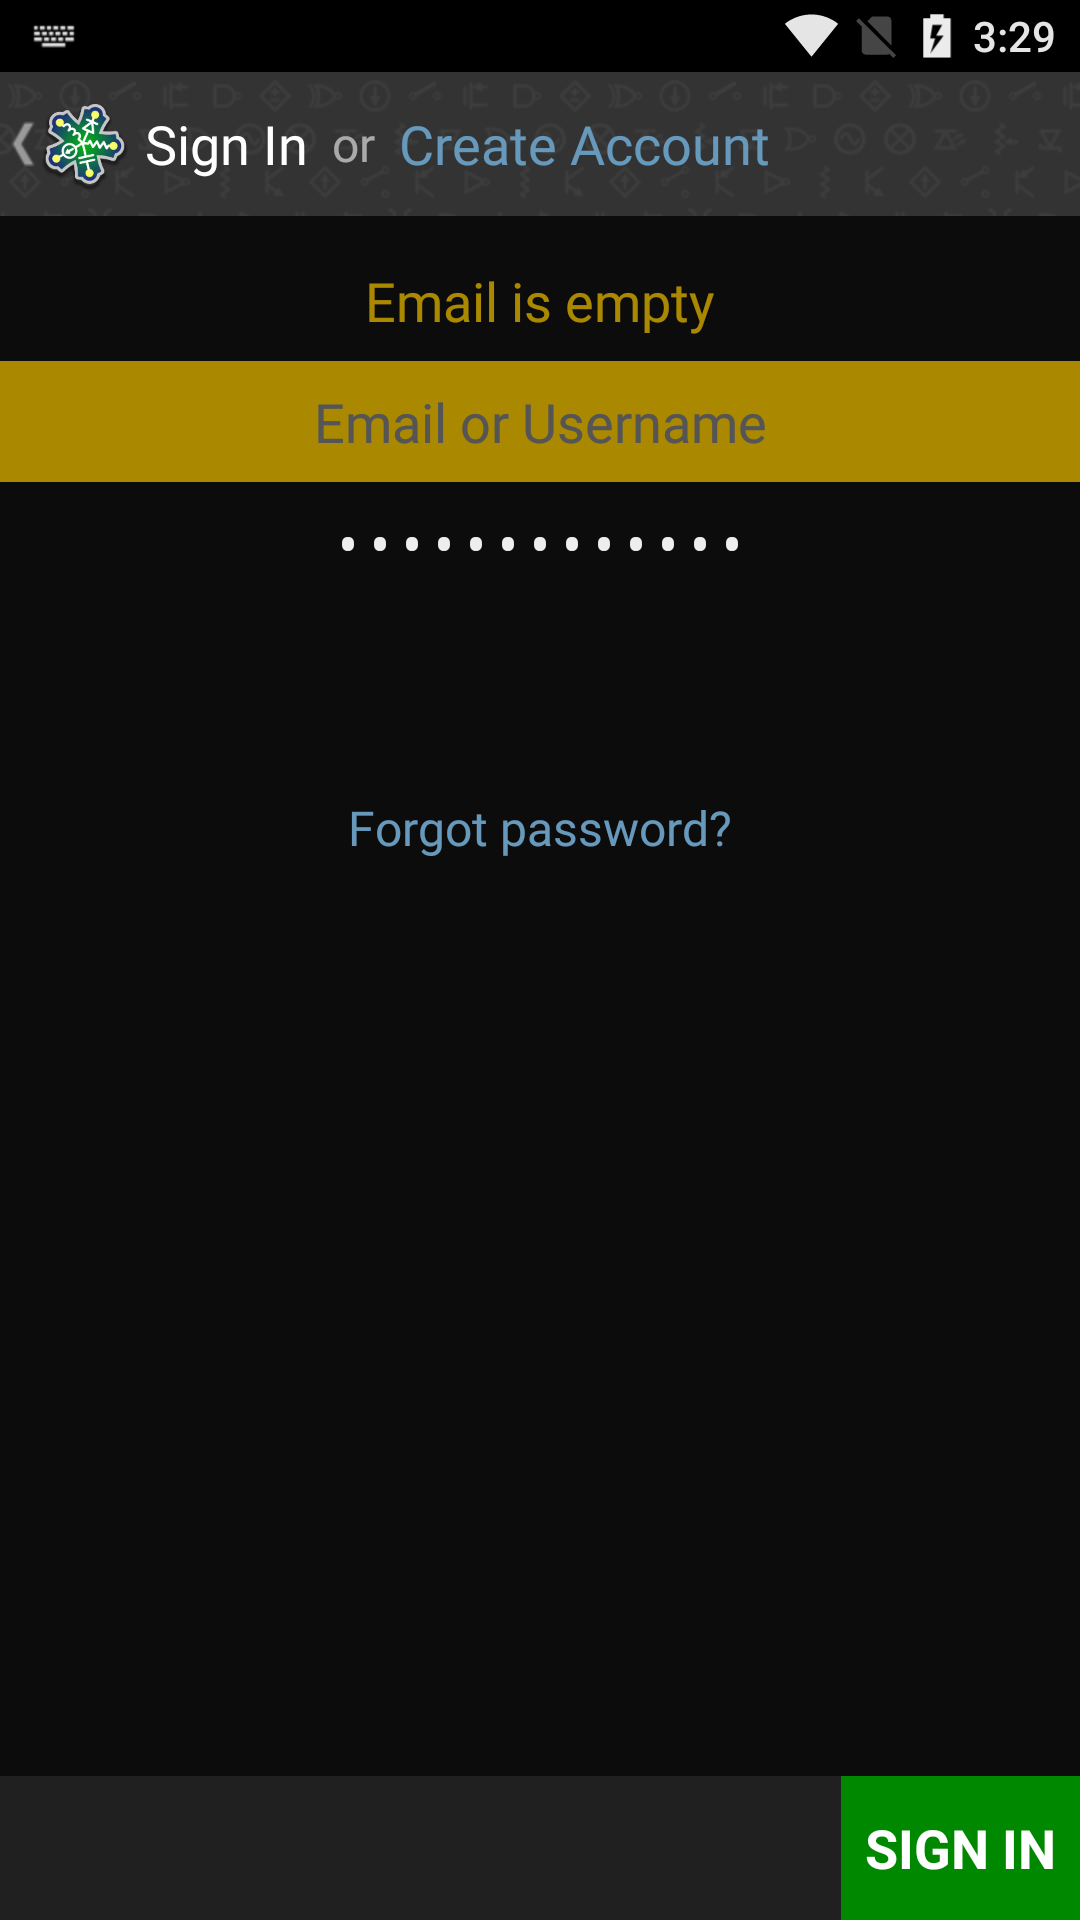 3:29
Sign In or Create Account
Email is empty
Email or Username
•••••••••••••
Forgot password?
SIGN IN